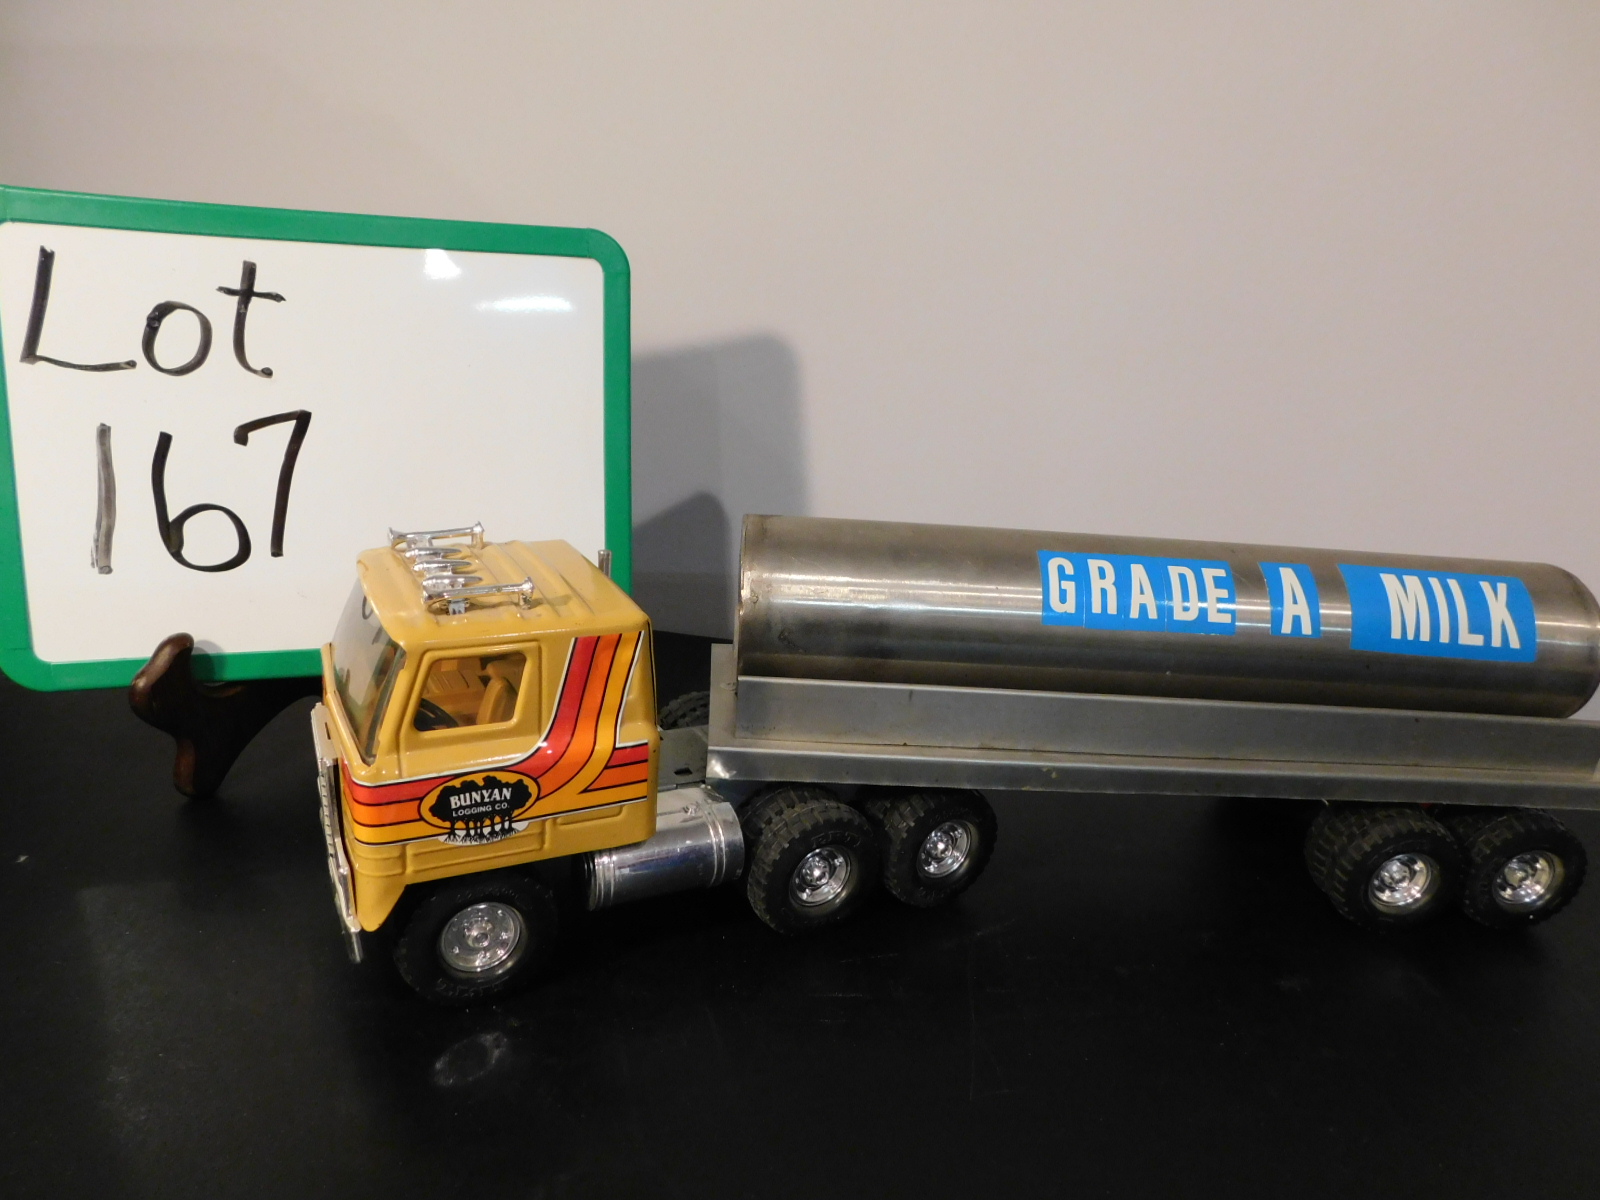 Lot
167
GRADE A MILK
BUNYAN
LOGGING CO.